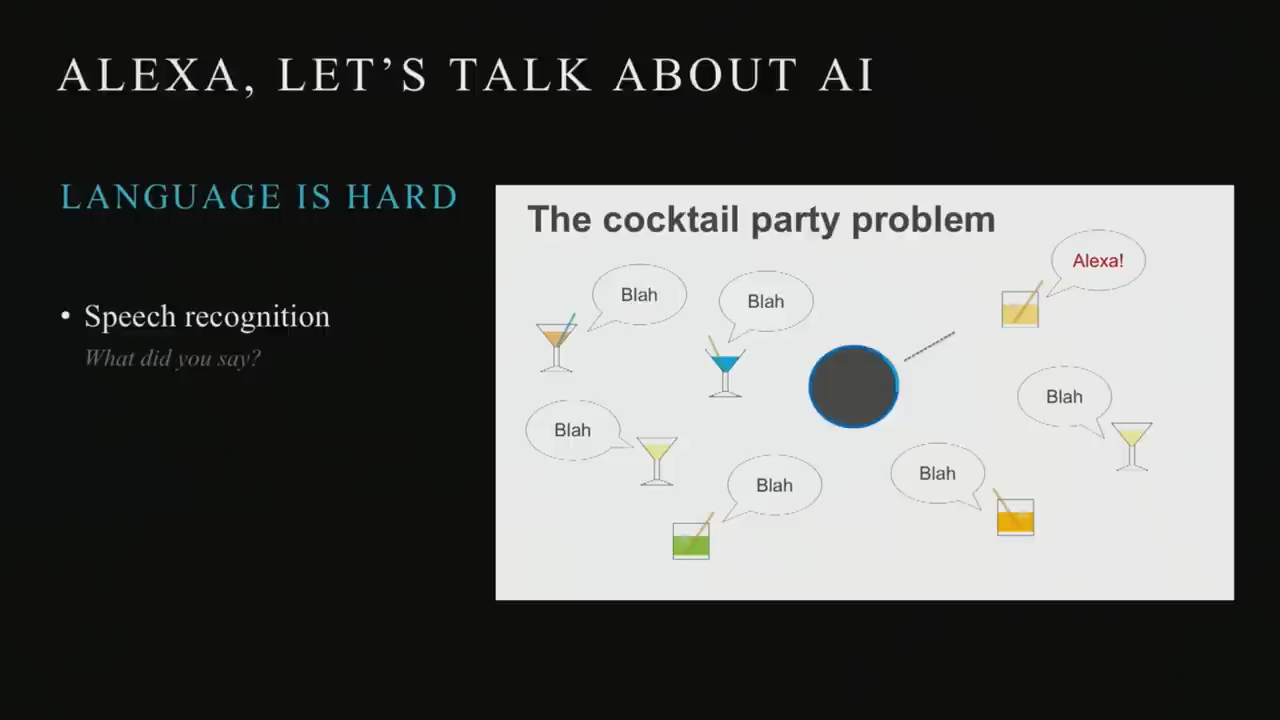 ALEXA, LET'S TALK ABOUT AI
LANGUAGE IS HARD
• Speech recognition
What did you say?
The cocktail party problem
Alexa!
Blah
Blah
Blah
Blah
Blah
Blah